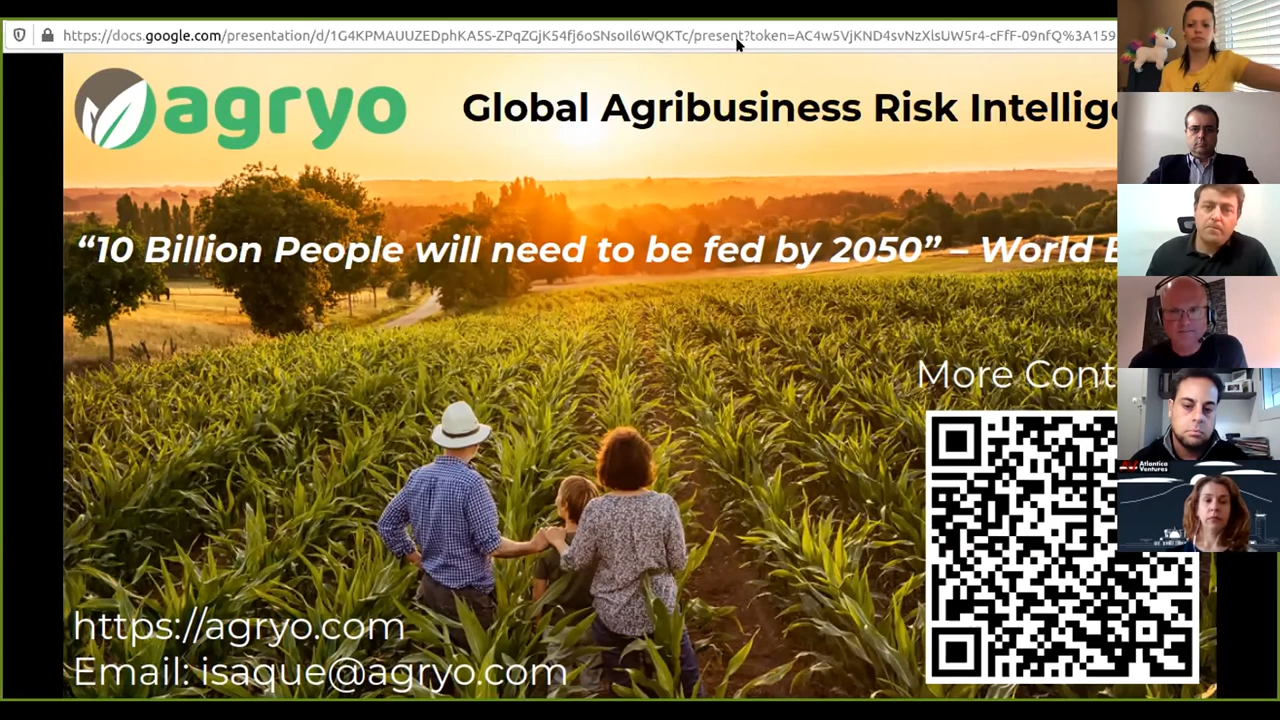 https://docs.google.com/presentation/d/1G4KPMAUUZEDphKA5S-ZPqZGjK54fj6oSNsoIl6WQKTc/present?token=AC4w5VjKND4svNzXlsUW5r4-cFfF-09nfQ%3A159
agryo
Global Agribusiness Risk Intellige
“10 Billion People will need to be fed by 2050” – World B
More Cont
Atlantica
Ventures
https://agryo.com
Email: isaque@agryo.com